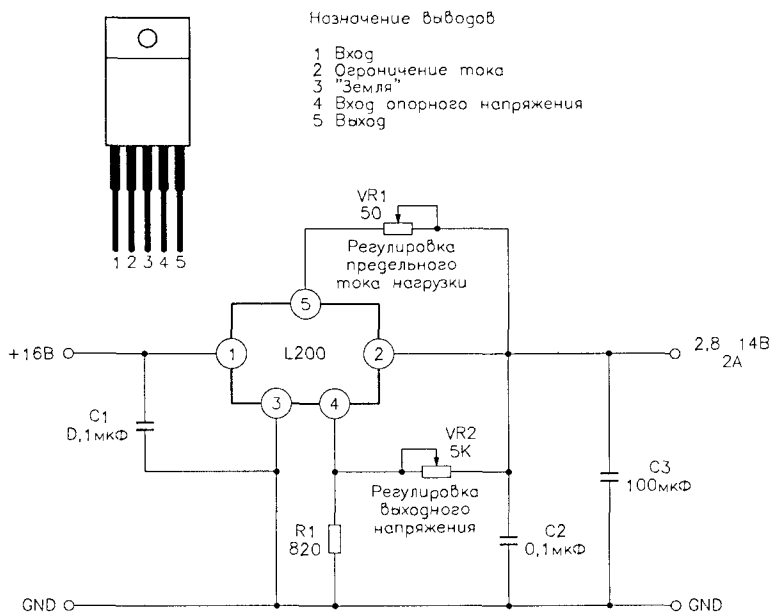 Назначение выводов
1 Вход
2 Ограничение тока
3 "Земля"
4 Вход опорного напряжения
5 Выход
1 2 3 4 5
VR1
50
Регулировка
предельного
тока нагрузки
5
+16В
1
L200
2
2,8 14В
2А
3
4
C1
D,1мкФ
VR2
5K
Регулировка
выходного
напряжения
C3
100мкФ
R1
820
C2
0,1мкФ
GND
GND